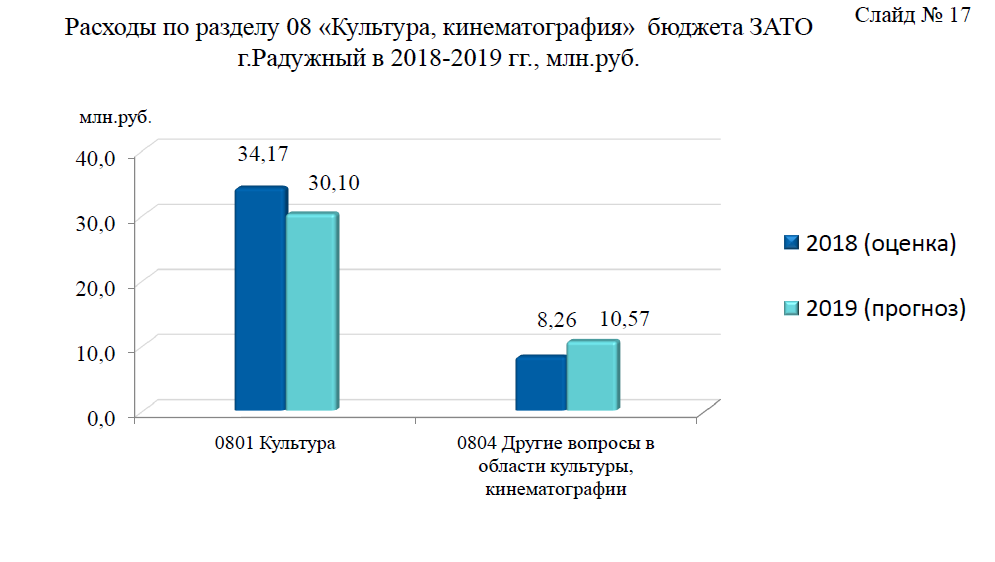 Слайд № 17
Расходы по разделу 08 «Культура, кинематография» бюджета ЗАТО
г.Радужный в 2018-2019 гг., млн.руб.
млн.руб.
40,0
30,0
20,0
10,0
0,0
34,17
30,10
8,26
10,57
0801 Культура
0804 Другие вопросы в
области культуры,
кинематографии
2018 (оценка)
2019 (прогноз)